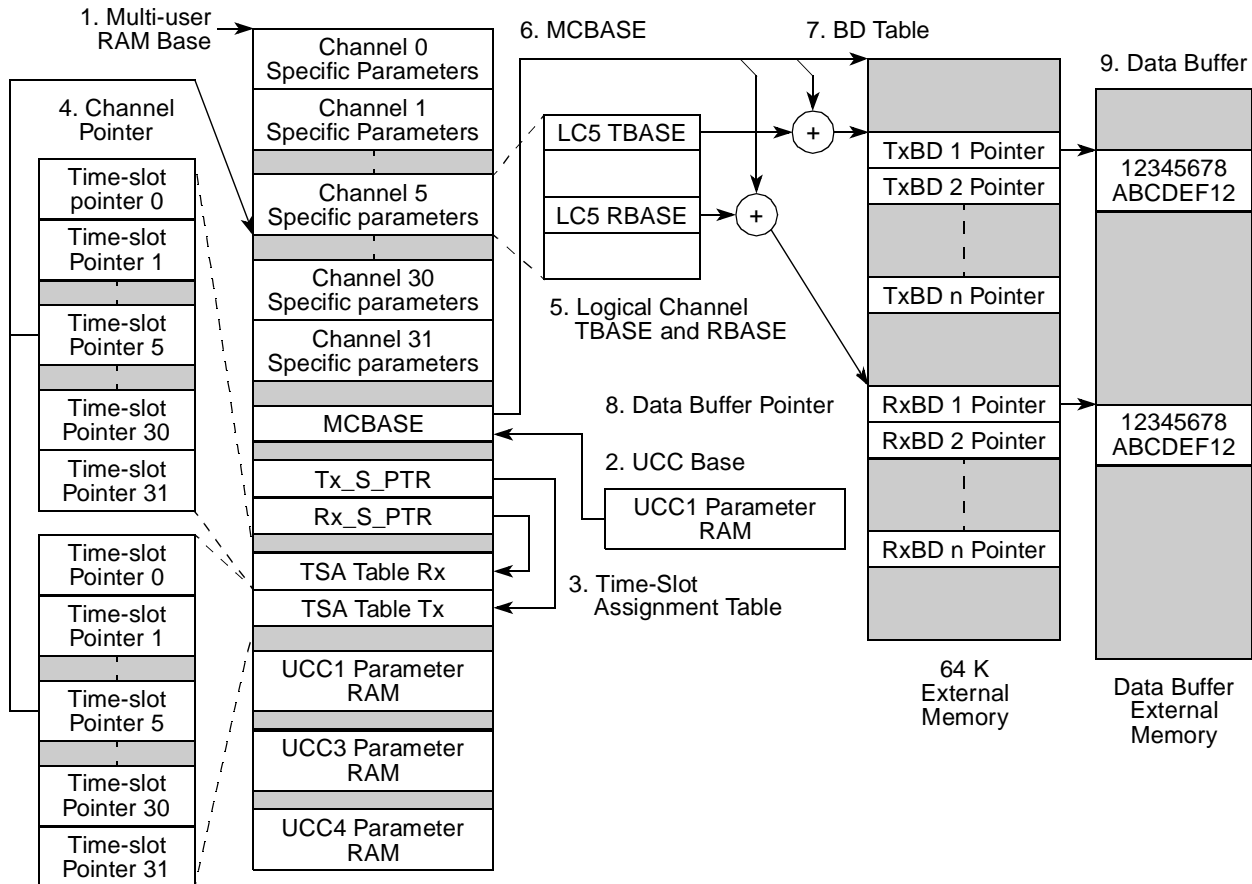 1. Multi-user
RAM Base
4. Channel
Pointer
Time-slot
pointer 0
Time-slot
Pointer 1
Time-slot
Pointer 5
Time-slot
Pointer 30
Time-slot
Pointer 31
Time-slot
Pointer 0
Time-slot
Pointer 1
Time-slot
Pointer 5
Time-slot
Pointer 30
Time-slot
Pointer 31
Channel 0
Specific Parameters
Channel 1
Specific Parameters
Channel 5
Specific parameters
Channel 30
Specific parameters
Channel 31
Specific parameters
MCBASE
Tx_S_PTR
Rx_S_PTR
TSA Table Rx
TSA Table Tx
UCC1 Parameter
RAM
UCC3 Parameter
RAM
UCC4 Parameter
RAM
6. MCBASE
LC5 TBASE
LC5 RBASE
+
+
5. Logical Channel
TBASE and RBASE
8. Data Buffer Pointer
2. UCC Base
UCC1 Parameter
RAM
3. Time-Slot
Assignment Table
7. BD Table
TxBD 1 Pointer
TxBD 2 Pointer
TxBD n Pointer
RxBD 1 Pointer
RxBD 2 Pointer
RxBD n Pointer
64 K
External
Memory
9. Data Buffer
12345678
ABCDEF12
12345678
ABCDEF12
Data Buffer
External
Memory